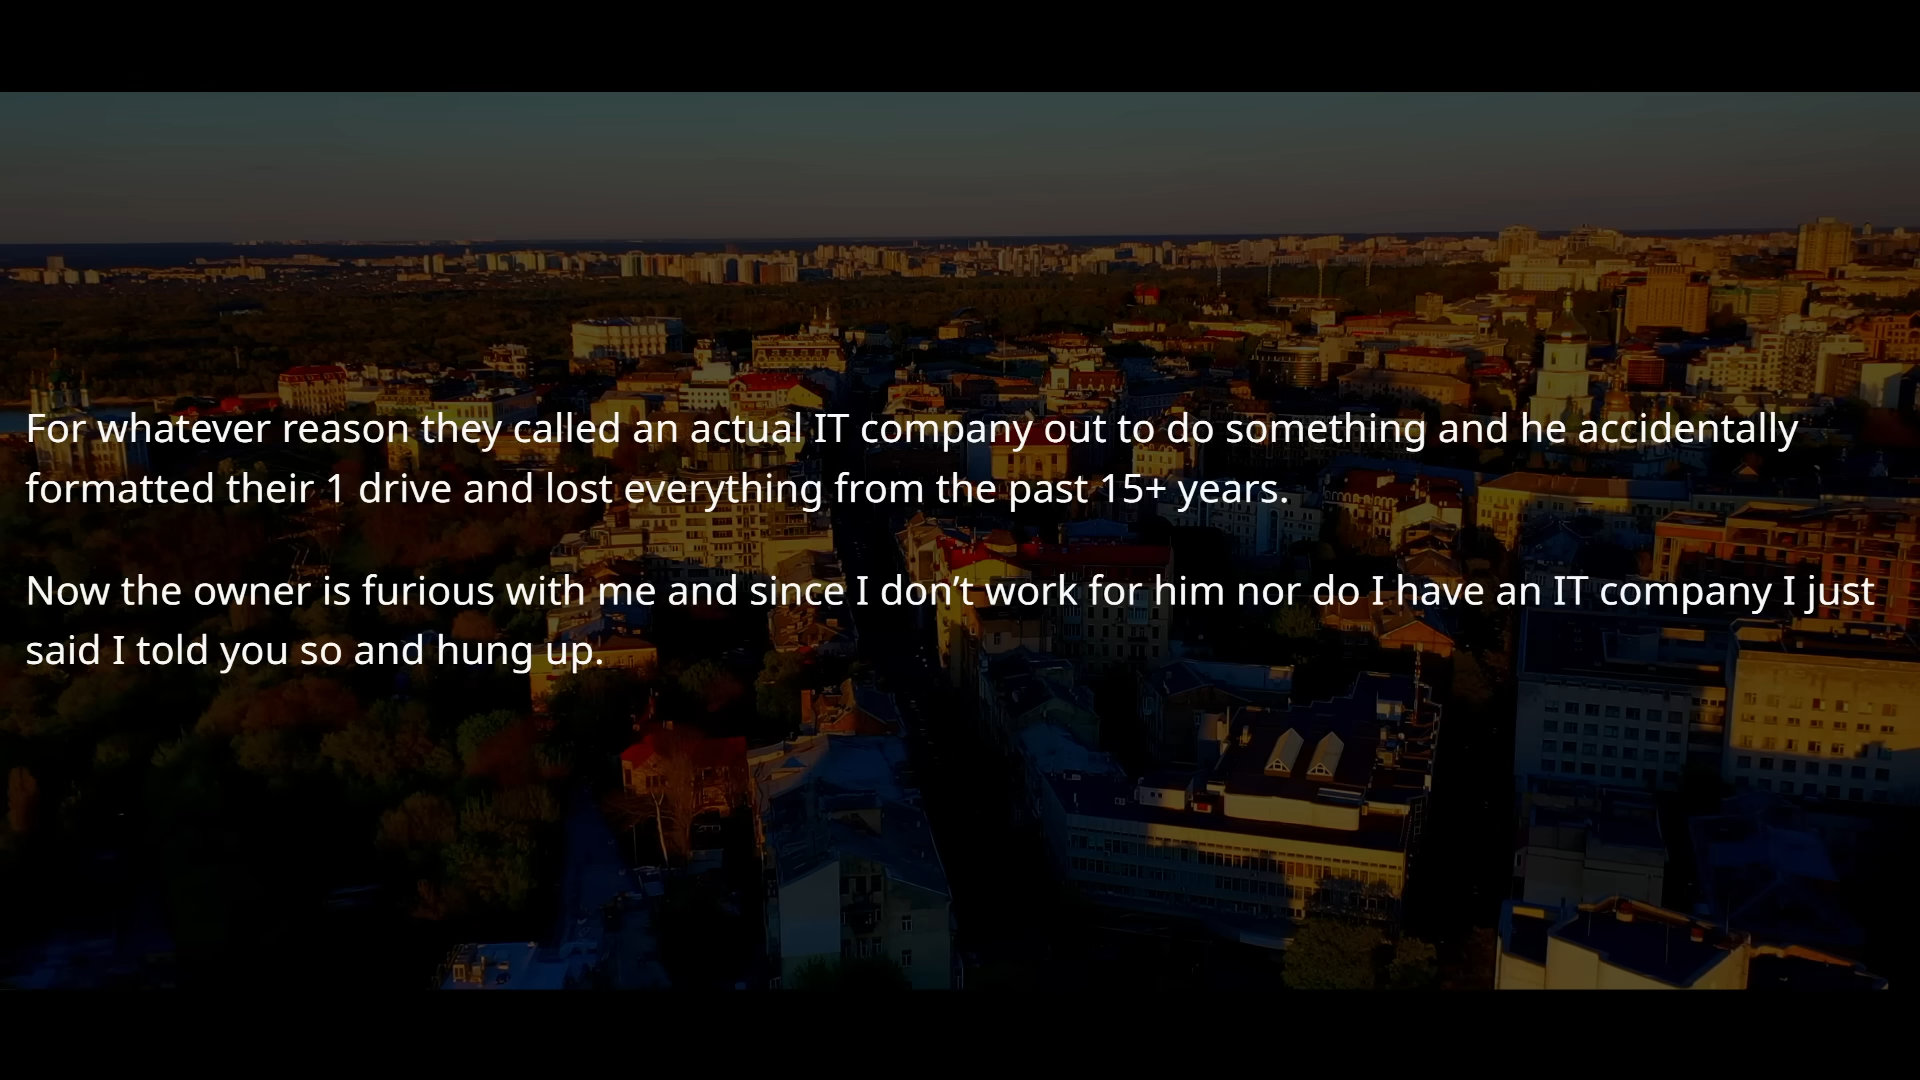 For whatever reason they called an actual IT company out to do something and he accidentally
formatted their 1 drive and lost everything from the past 15+ years.
Now the owner is furious with me and since I don’t work for him nor do I have an IT company I just
said I told you so and hung up.